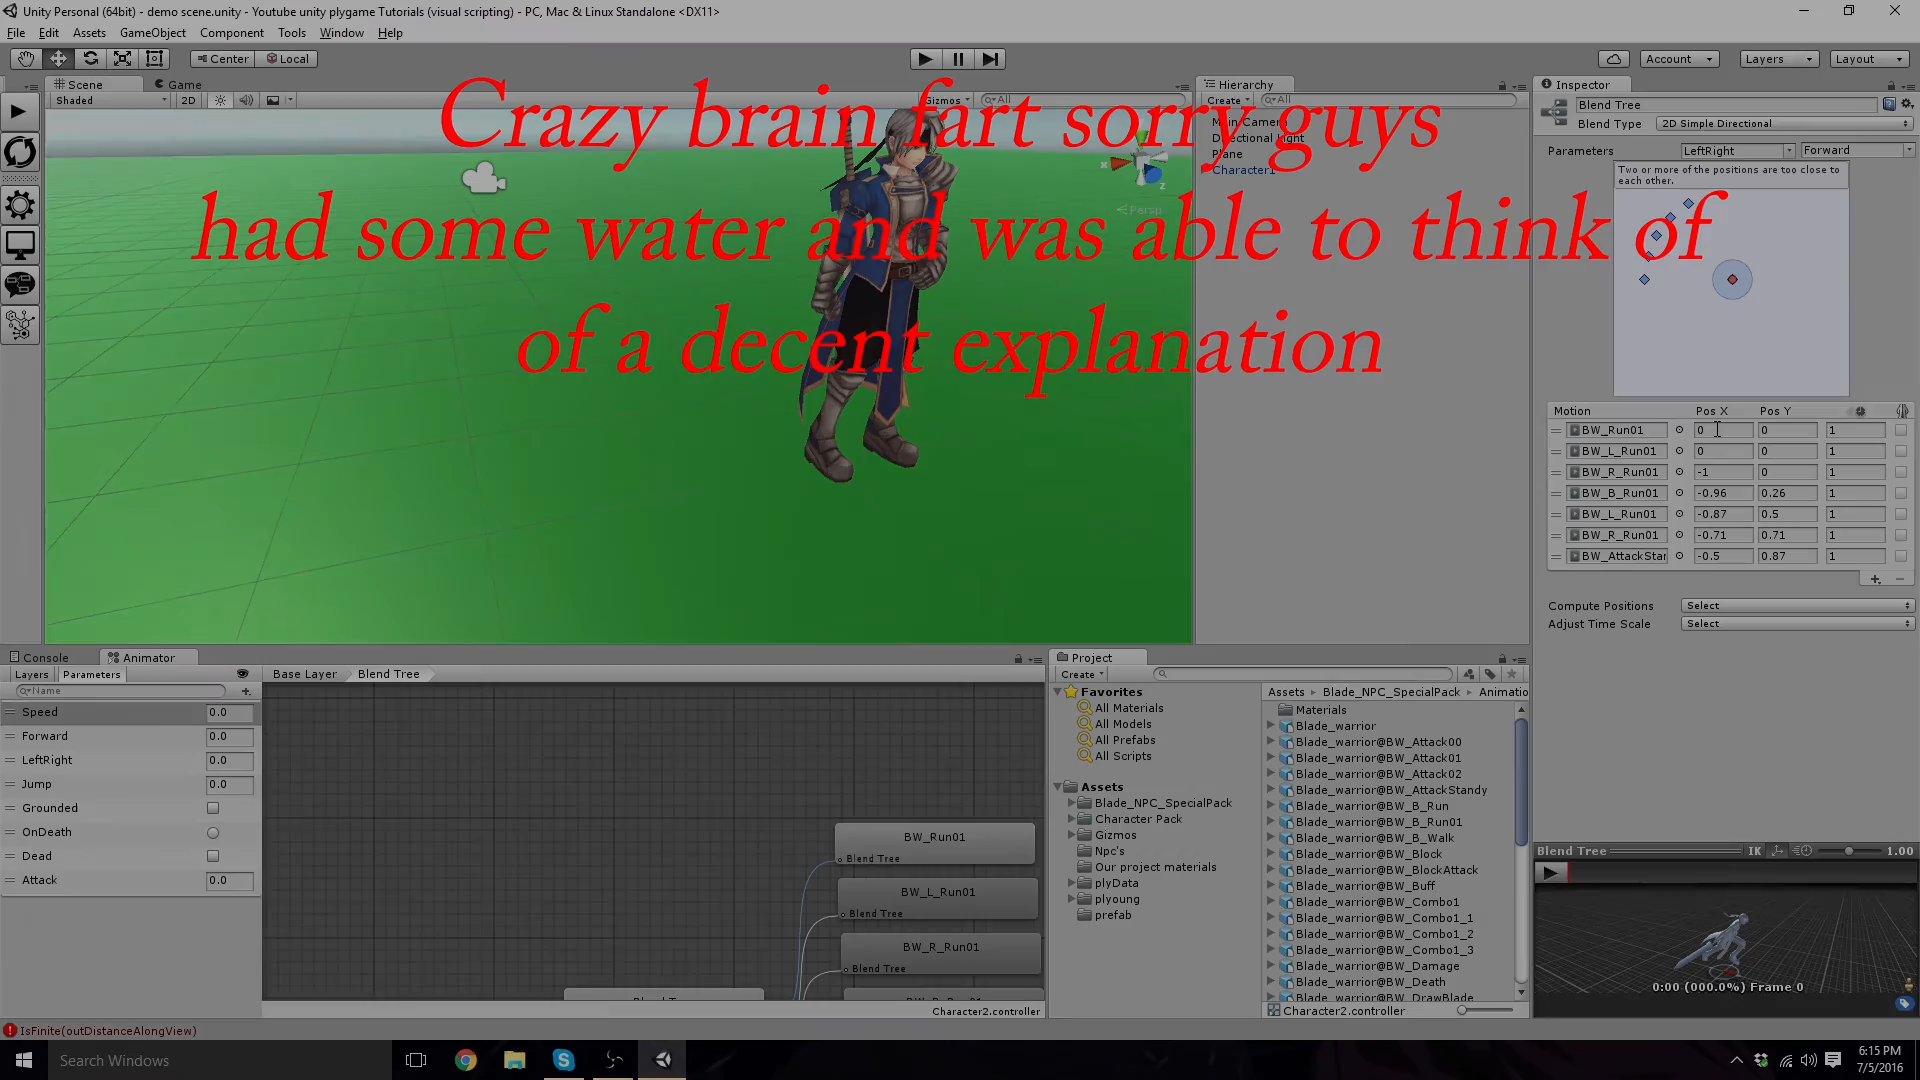 Unity Personal (64bit) - demo scene.unity - Youtube unity plygame Tutorials (visual scripting) - PC, Mac & Linux Standalone <DX11>
File Edit Assets GameObject Component Tools Window Help
Center Local Account Layers Layout
Scene Game
Shaded 2D Gizmos All
Crazy brain fart sorry guys
had some water and was able to think of
of a decent explanation
Persp
x
z
Hierarchy
Create All
Main Camera
Directional Light
Plane
Character1
Inspector
Blend Tree
Blend Type 2D Simple Directional
Parameters LeftRight Forward
Two or more of the positions are too close to
each other.
Motion Pos X Pos Y
BW_Run01 0 0 1
BW_L_Run01 0 0 1
BW_R_Run01 -1 0 1
BW_B_Run01 -0.96 0.26 1
BW_L_Run01 -0.87 0.5 1
BW_R_Run01 -0.71 0.71 1
BW_AttackStar -0.5 0.87 1
Compute Positions Select
Adjust Time Scale Select
Console Animator
Layers Parameters
Name
Speed 0.0
Forward 0.0
LeftRight 0.0
Jump 0.0
Grounded
OnDeath
Dead
Attack 0.0
Base Layer Blend Tree
BW_Run01
Blend Tree
BW_L_Run01
Blend Tree
BW_R_Run01
Blend Tree
Character2.controller
Project
Create
Favorites
All Materials
All Models
All Prefabs
All Scripts
Assets
Blade_NPC_SpecialPack
Character Pack
Gizmos
Npc's
Our project materials
plyData
plyoung
prefab
Assets Blade_NPC_SpecialPack Animatio
Materials
Blade_warrior
Blade_warrior@BW_Attack00
Blade_warrior@BW_Attack01
Blade_warrior@BW_Attack02
Blade_warrior@BW_AttackStandy
Blade_warrior@BW_B_Run
Blade_warrior@BW_B_Run01
Blade_warrior@BW_B_Walk
Blade_warrior@BW_Block
Blade_warrior@BW_BlockAttack
Blade_warrior@BW_Buff
Blade_warrior@BW_Combo1
Blade_warrior@BW_Combo1_1
Blade_warrior@BW_Combo1_2
Blade_warrior@BW_Combo1_3
Blade_warrior@BW_Damage
Blade_warrior@BW_Death
Blade_warrior@BW_DrawBlade
Character2.controller
Blend Tree IK 1.00
0:00 (000.0%) Frame 0
IsFinite(outDistanceAlongView)
Search Windows
6:15 PM
7/5/2016